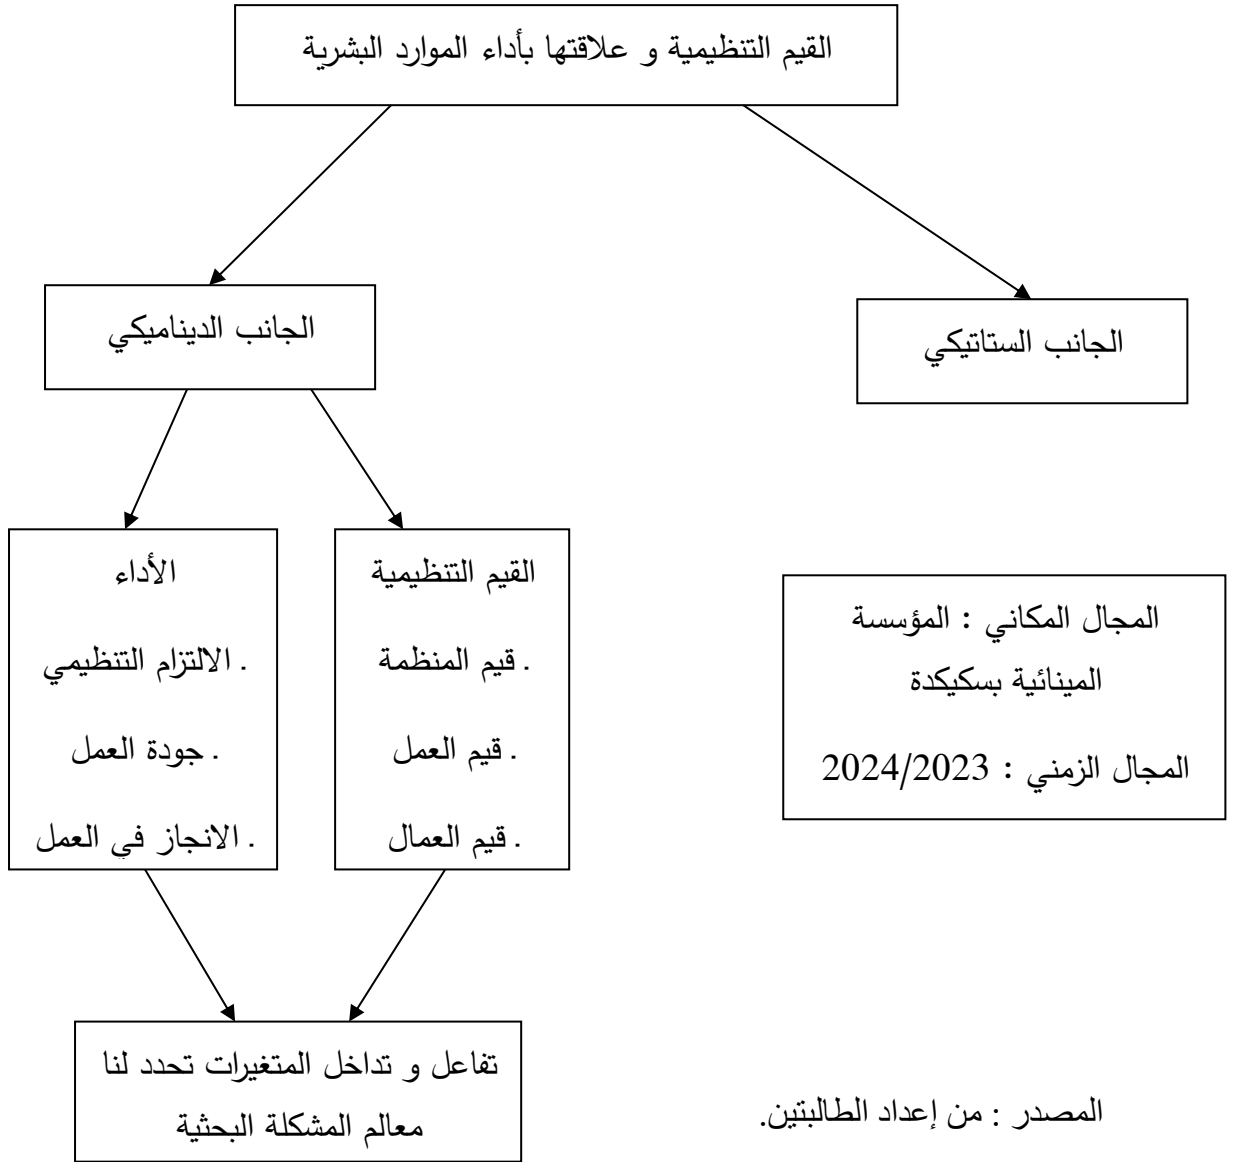 القيم التنظيمية و علاقتها بأداء الموارد البشرية
الجانب الستاتيكي
الجانب الديناميكي
المجال المكاني : المؤسسة
المينائية بسكيكدة
المجال الزمني : 2024/2023
القيم التنظيمية
. قيم المنظمة
. قيم العمل
. قيم العمال
الأداء
. الالتزام التنظيمي
. جودة العمل
. الانجاز في العمل
تفاعل و تداخل المتغيرات تحدد لنا
معالم المشكلة البحثية
المصدر : من إعداد الطالبتين.